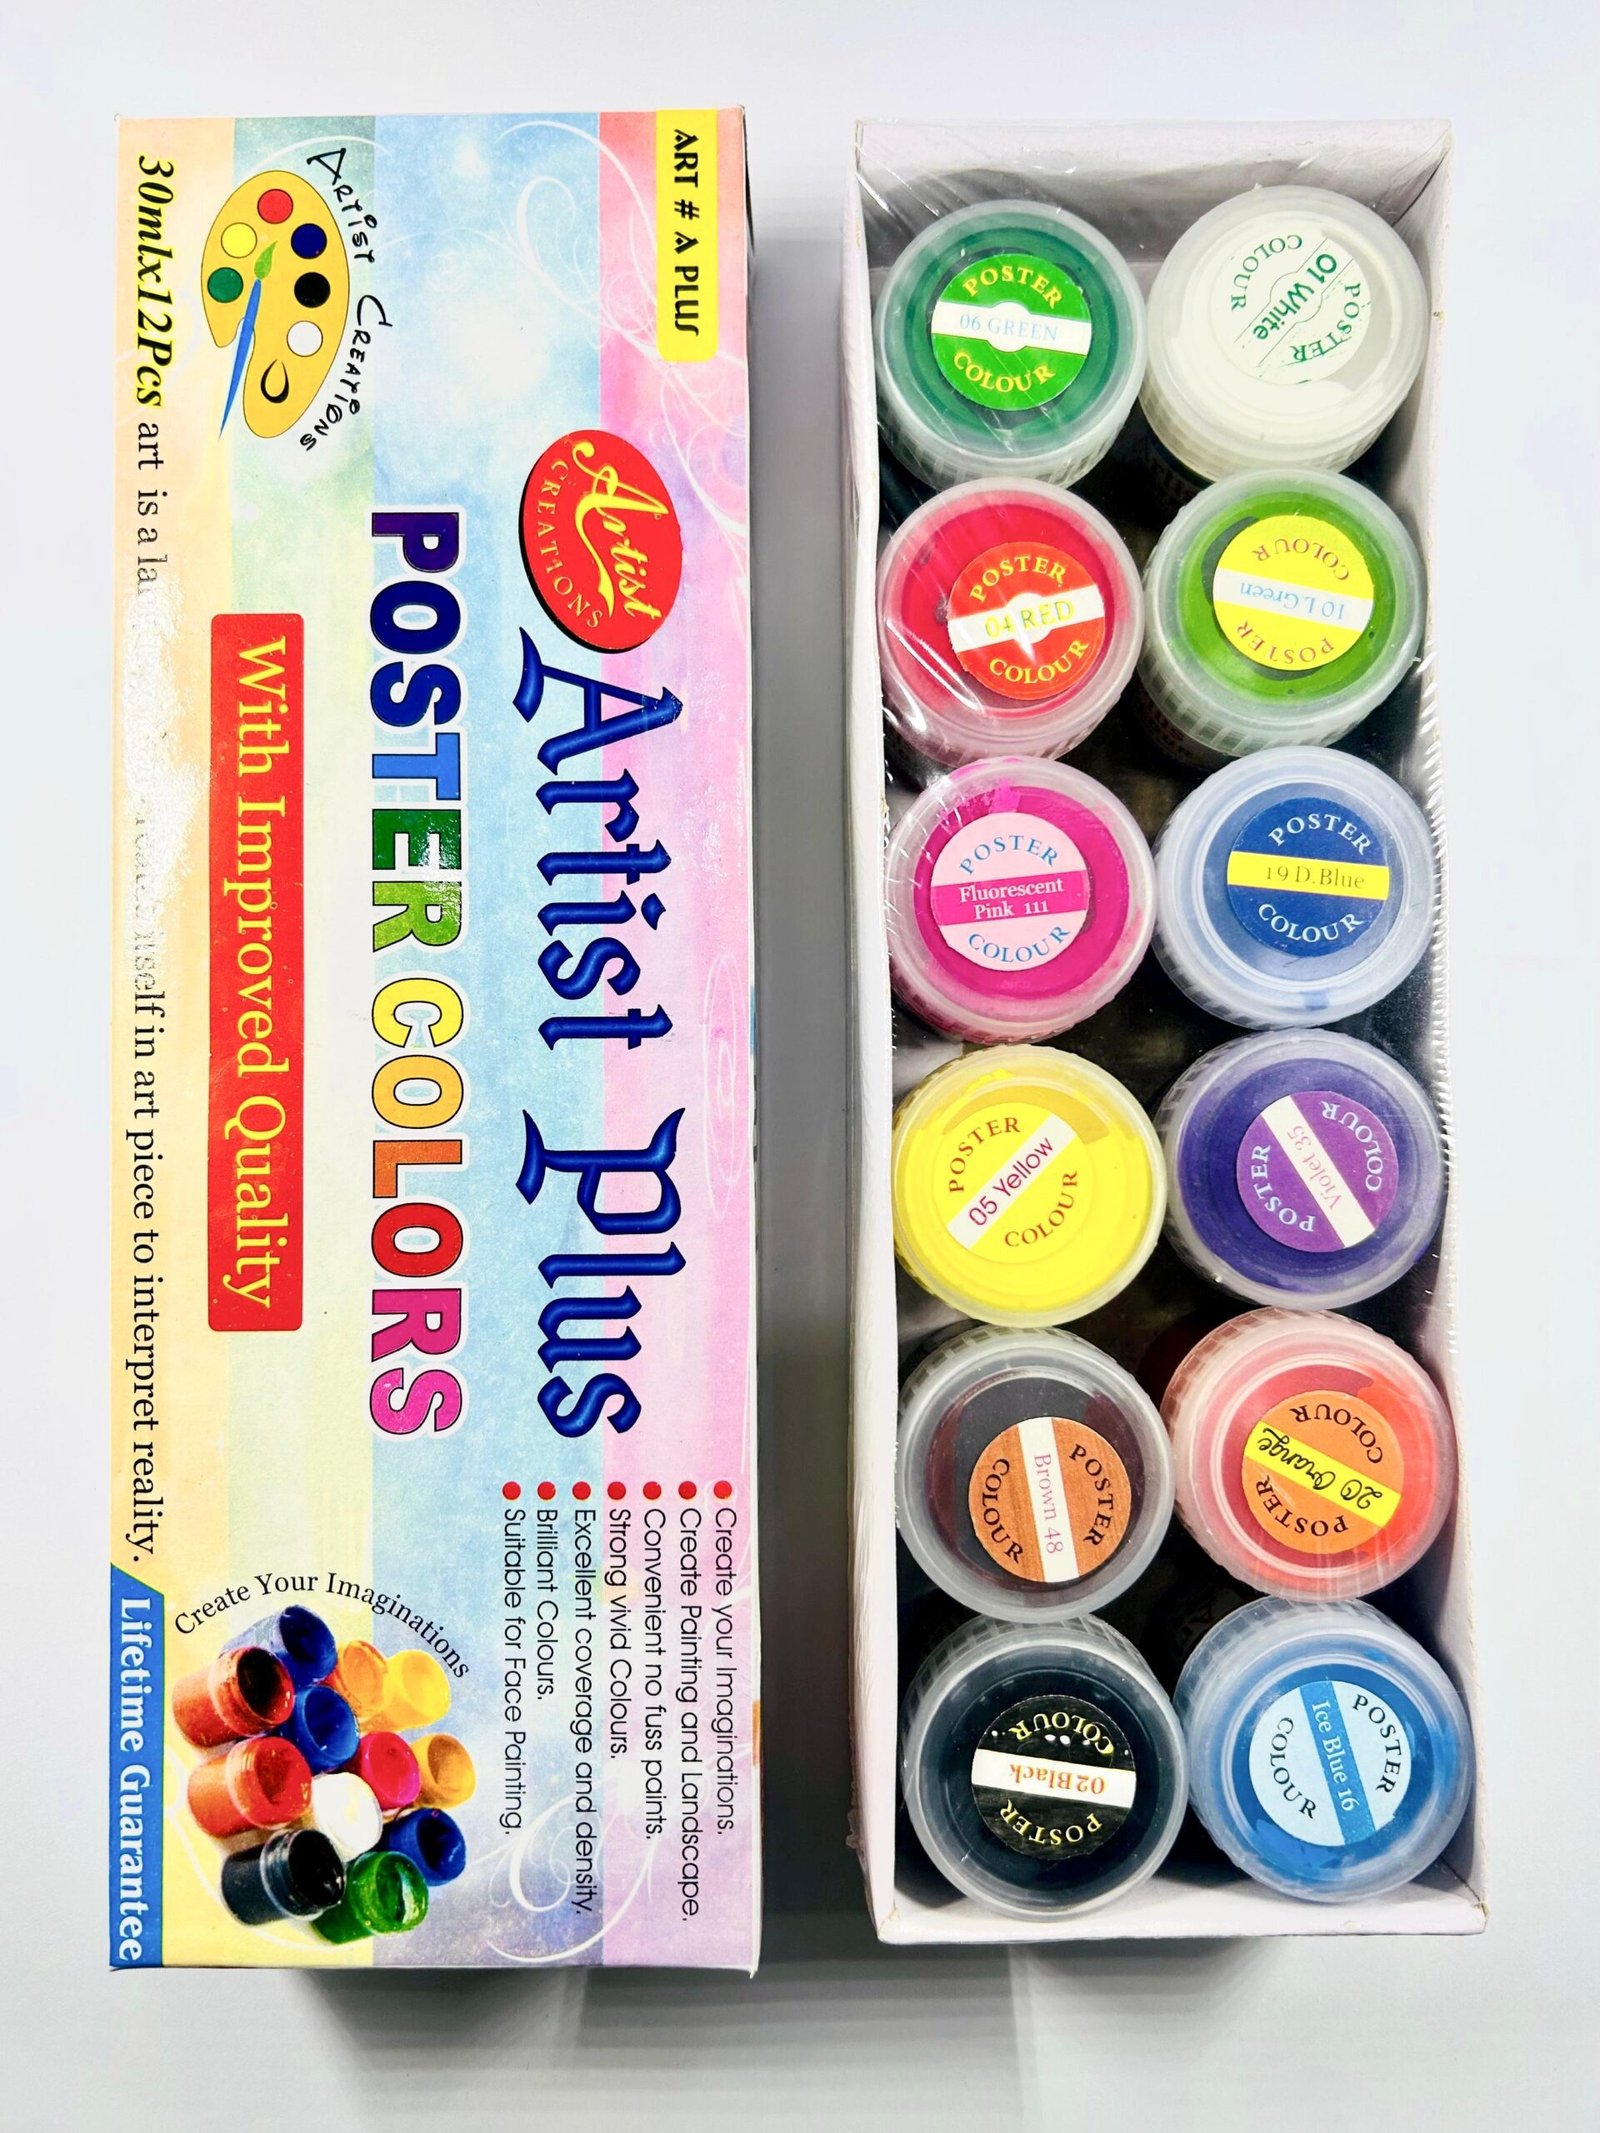 ART # A PLUS
Artist
CREATIONS
Artist Plus
POSTER COLORS
With Improved Quality
ARTIST CREATIONS
30mlx12Pcs
art is a
itself in art piece to interpret reality.
Create your Imaginations.
Create Painting and Landscape.
Convenient no fuss paints.
Strong vivid Colours.
Excellent coverage and density.
Brilliant Colours.
Suitable for Face Painting.
Create Your Imaginations
Lifetime Guarantee
POSTER
06 GREEN
COLOUR
POSTER
01 White
COLOUR
POSTER
04 RED
COLOUR
POSTER
10 L Green
COLOUR
POSTER
Fluorescent
Pink 111
COLOUR
POSTER
19 D.Blue
COLOUR
POSTER
05 Yellow
COLOUR
POSTER
Violet 35
COLOUR
POSTER
Brown 48
COLOUR
POSTER
20 Orange
COLOUR
POSTER
02 Black
COLOUR
POSTER
Ice Blue 16
COLOUR